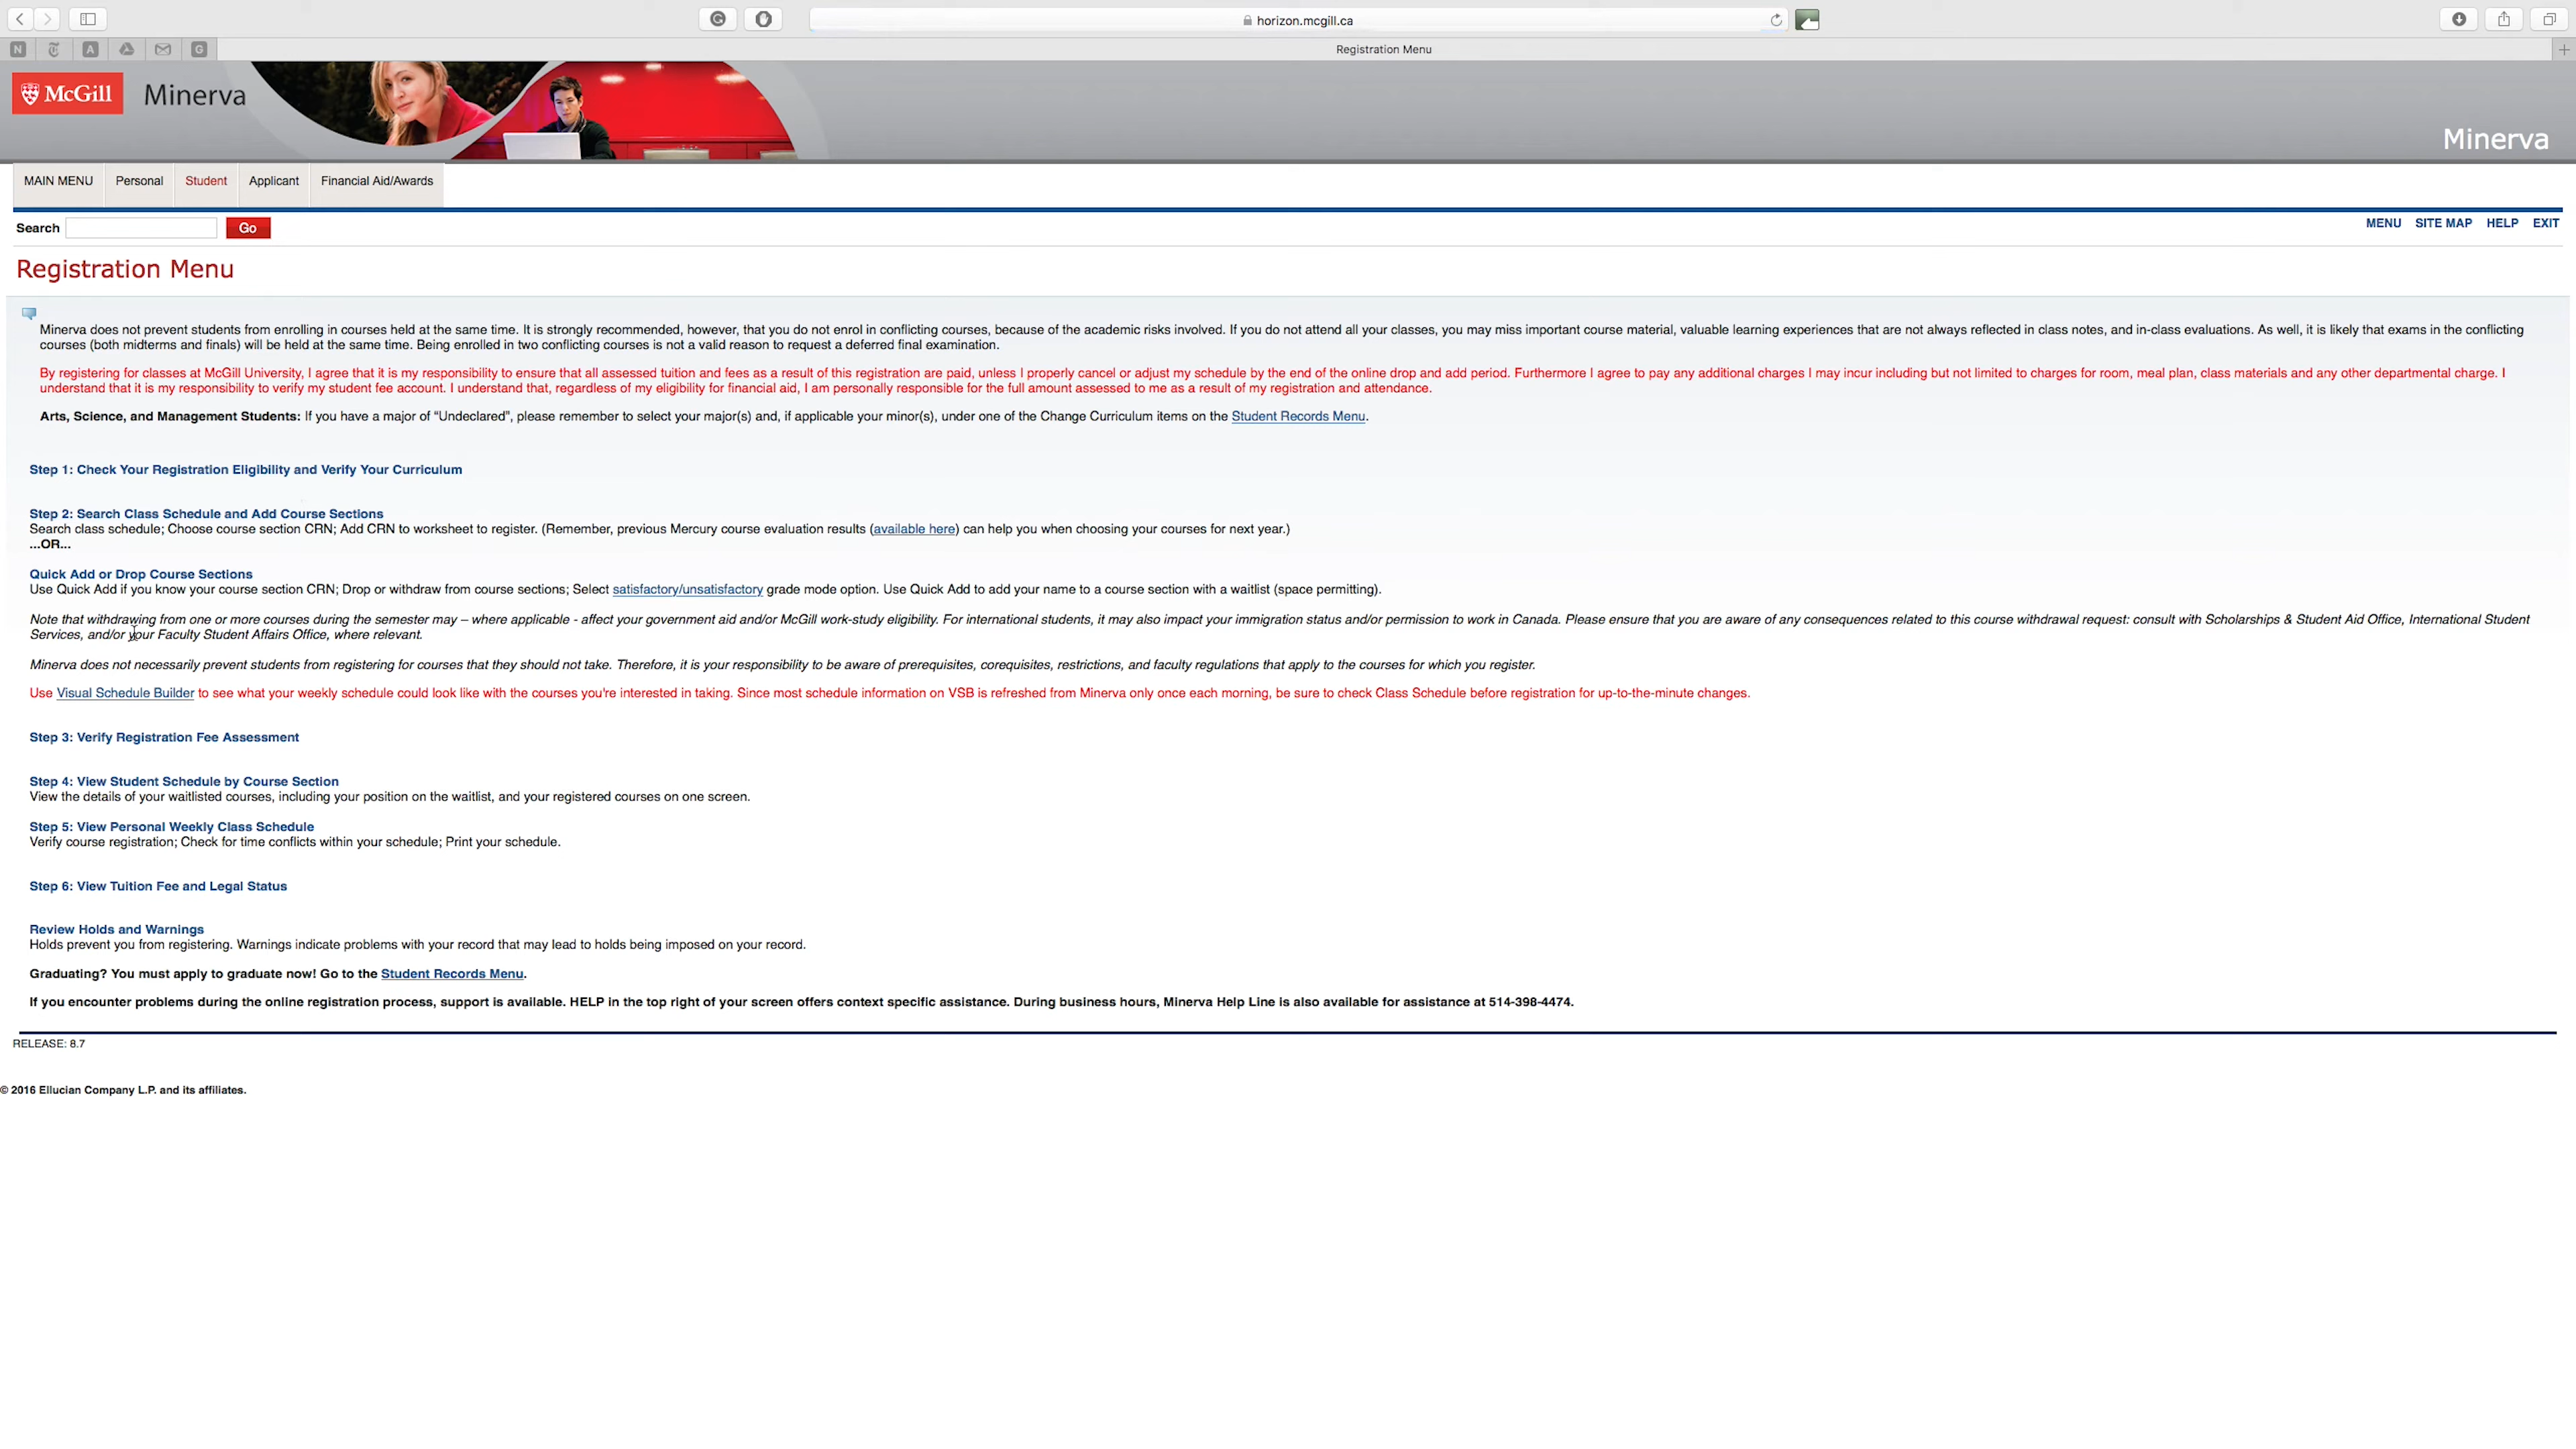 horizon.mcgill.ca
N A G
Registration Menu
McGill Minerva
Minerva
MAIN MENU Personal Student Applicant Financial Aid/Awards
Search Go MENU SITE MAP HELP EXIT
Registration Menu
Minerva does not prevent students from enrolling in courses held at the same time. It is strongly recommended, however, that you do not enrol in conflicting courses, because of the academic risks involved. If you do not attend all your classes, you may miss important course material, valuable learning experiences that are not always reflected in class notes, and in-class evaluations. As well, it is likely that exams in the conflicting
courses (both midterms and finals) will be held at the same time. Being enrolled in two conflicting courses is not a valid reason to request a deferred final examination.
By registering for classes at McGill University, I agree that it is my responsibility to ensure that all assessed tuition and fees as a result of this registration are paid, unless I properly cancel or adjust my schedule by the end of the online drop and add period. Furthermore I agree to pay any additional charges I may incur including but not limited to charges for room, meal plan, class materials and any other departmental charge. I
understand that it is my responsibility to verify my student fee account. I understand that, regardless of my eligibility for financial aid, I am personally responsible for the full amount assessed to me as a result of my registration and attendance.
Arts, Science, and Management Students: If you have a major of “Undeclared”, please remember to select your major(s) and, if applicable your minor(s), under one of the Change Curriculum items on the Student Records Menu.
Step 1: Check Your Registration Eligibility and Verify Your Curriculum
Step 2: Search Class Schedule and Add Course Sections
Search class schedule; Choose course section CRN; Add CRN to worksheet to register. (Remember, previous Mercury course evaluation results (available here) can help you when choosing your courses for next year.)
...OR...
Quick Add or Drop Course Sections
Use Quick Add if you know your course section CRN; Drop or withdraw from course sections; Select satisfactory/unsatisfactory grade mode option. Use Quick Add to add your name to a course section with a waitlist (space permitting).
Note that withdrawing from one or more courses during the semester may – where applicable - affect your government aid and/or McGill work-study eligibility. For international students, it may also impact your immigration status and/or permission to work in Canada. Please ensure that you are aware of any consequences related to this course withdrawal request: consult with Scholarships & Student Aid Office, International Student
Services, and/or your Faculty Student Affairs Office, where relevant.
Minerva does not necessarily prevent students from registering for courses that they should not take. Therefore, it is your responsibility to be aware of prerequisites, corequisites, restrictions, and faculty regulations that apply to the courses for which you register.
Use Visual Schedule Builder to see what your weekly schedule could look like with the courses you're interested in taking. Since most schedule information on VSB is refreshed from Minerva only once each morning, be sure to check Class Schedule before registration for up-to-the-minute changes.
Step 3: Verify Registration Fee Assessment
Step 4: View Student Schedule by Course Section
View the details of your waitlisted courses, including your position on the waitlist, and your registered courses on one screen.
Step 5: View Personal Weekly Class Schedule
Verify course registration; Check for time conflicts within your schedule; Print your schedule.
Step 6: View Tuition Fee and Legal Status
Review Holds and Warnings
Holds prevent you from registering. Warnings indicate problems with your record that may lead to holds being imposed on your record.
Graduating? You must apply to graduate now! Go to the Student Records Menu.
If you encounter problems during the online registration process, support is available. HELP in the top right of your screen offers context specific assistance. During business hours, Minerva Help Line is also available for assistance at 514-398-4474.
RELEASE: 8.7
© 2016 Ellucian Company L.P. and its affiliates.